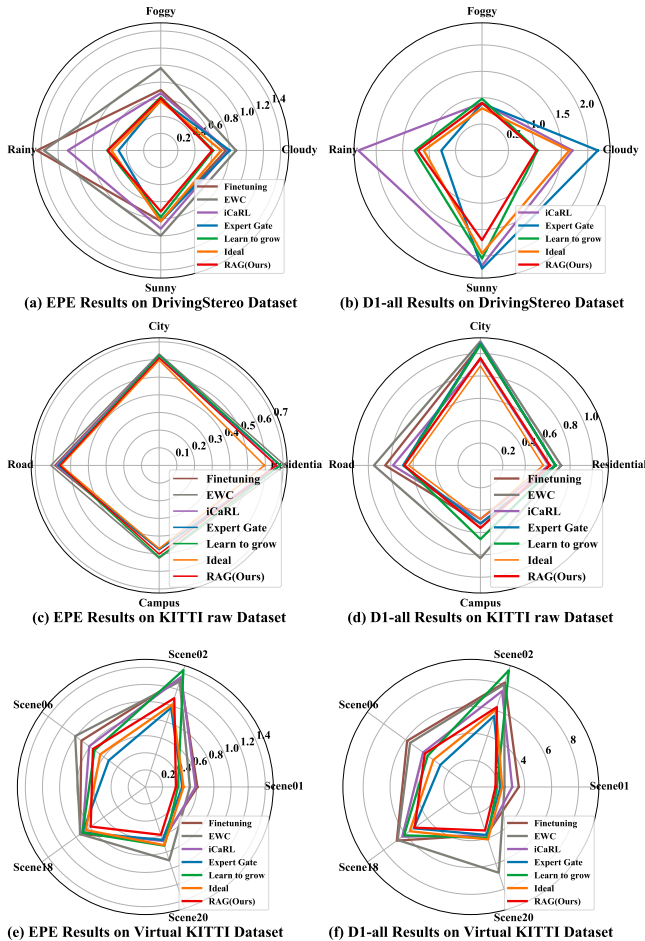 Foggy
Foggy
Rainy
Cloudy
0.2
0.6
0.8
1.0
1.2
1.4
Finetuning
EWC
iCaRL
Expert Gate
Learn to grow
Ideal
RAG(Ours)
Sunny
Rainy
Cloudy
1.0
1.5
2.0
iCaRL
Expert Gate
Learn to grow
Ideal
RAG(Ours)
Sunny
(a) EPE Results on DrivingStereo Dataset
(b) D1-all Results on DrivingStereo Dataset
City
City
Road
0.1
0.2
0.3
0.4
0.5
0.6
0.7
Finetuning
EWC
iCaRL
Expert Gate
Learn to grow
Ideal
RAG(Ours)
Campus
Road
Residential
0.2
0.4
0.6
0.8
1.0
Finetuning
EWC
iCaRL
Expert Gate
Learn to grow
Ideal
RAG(Ours)
Campus
(c) EPE Results on KITTI raw Dataset
(d) D1-all Results on KITTI raw Dataset
Scene02
Scene02
Scene06
Scene01
Scene18
Scene20
0.2
0.4
0.6
0.8
1.0
1.2
1.4
Finetuning
EWC
iCaRL
Expert Gate
Learn to grow
Ideal
RAG(Ours)
Scene06
Scene01
Scene18
Scene20
4
6
8
Finetuning
EWC
iCaRL
Expert Gate
Learn to grow
Ideal
RAG(Ours)
(e) EPE Results on Virtual KITTI Dataset
(f) D1-all Results on Virtual KITTI Dataset